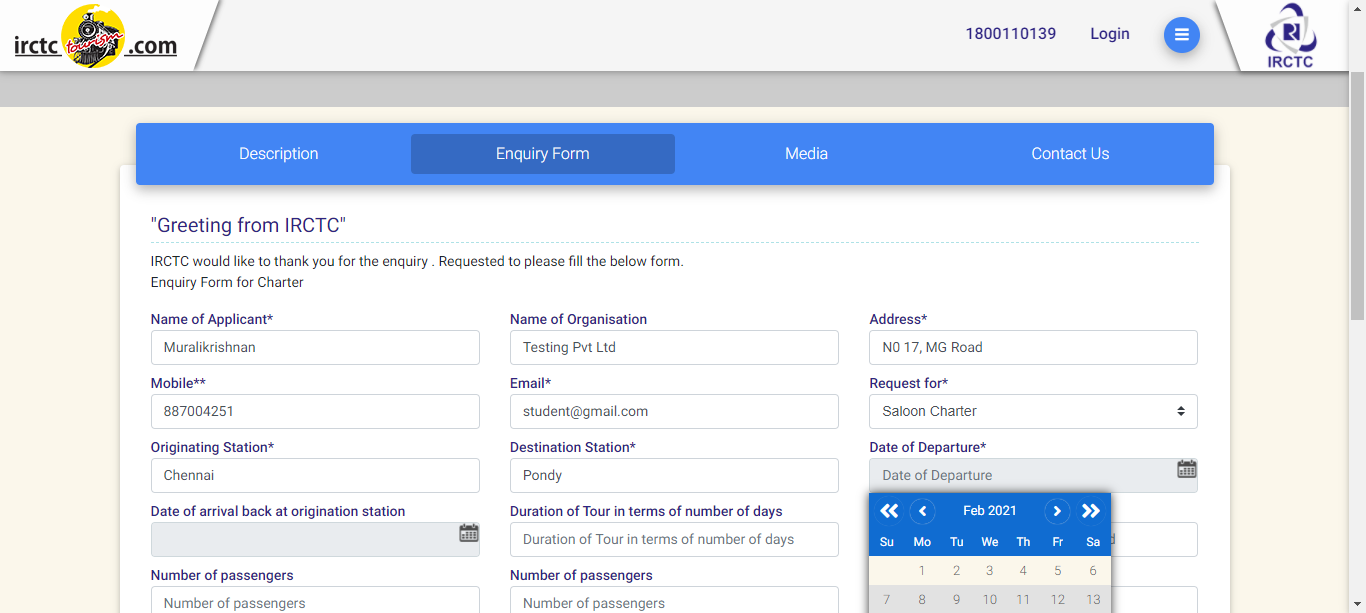 irctc tourism .com
1800110139 Login
IRCTC
Description Enquiry Form Media Contact Us
"Greeting from IRCTC"
IRCTC would like to thank you for the enquiry . Requested to please fill the below form.
Enquiry Form for Charter
Name of Applicant* Name of Organisation Address*
Muralikrishnan Testing Pvt Ltd N0 17, MG Road
Mobile** Email* Request for*
887004251 student@gmail.com Saloon Charter
Originating Station* Destination Station* Date of Departure*
Chennai Pondy Date of Departure
Date of arrival back at origination station Duration of Tour in terms of number of days Feb 2021
Duration of Tour in terms of number of days Su Mo Tu We Th Fr Sa
1 2 3 4 5 6
Number of passengers Number of passengers
Number of passengers Number of passengers 7 8 9 10 11 12 13